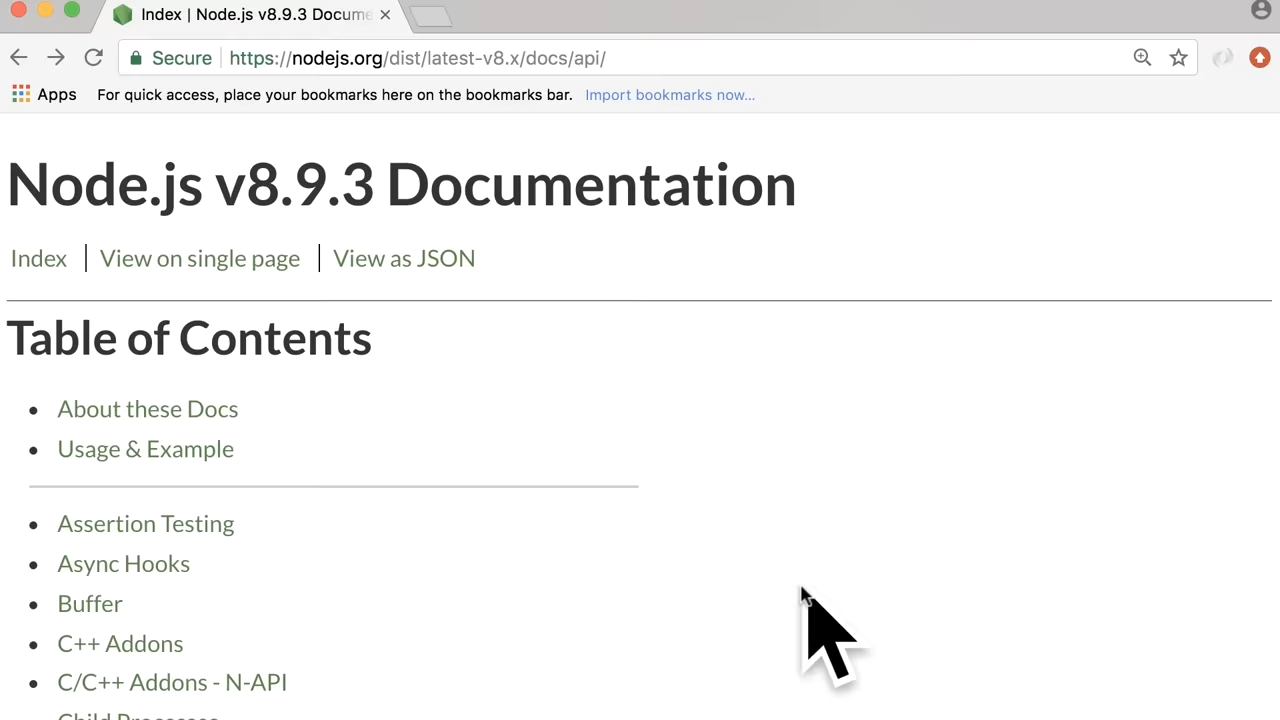 Index | Node.js v8.9.3 Docume
Secure https://nodejs.org/dist/latest-v8.x/docs/api/
Apps For quick access, place your bookmarks here on the bookmarks bar. Import bookmarks now...
Node.js v8.9.3 Documentation
Index View on single page View as JSON
Table of Contents
About these Docs
Usage & Example
Assertion Testing
Async Hooks
Buffer
C++ Addons
C/C++ Addons - N-API
Child Processes